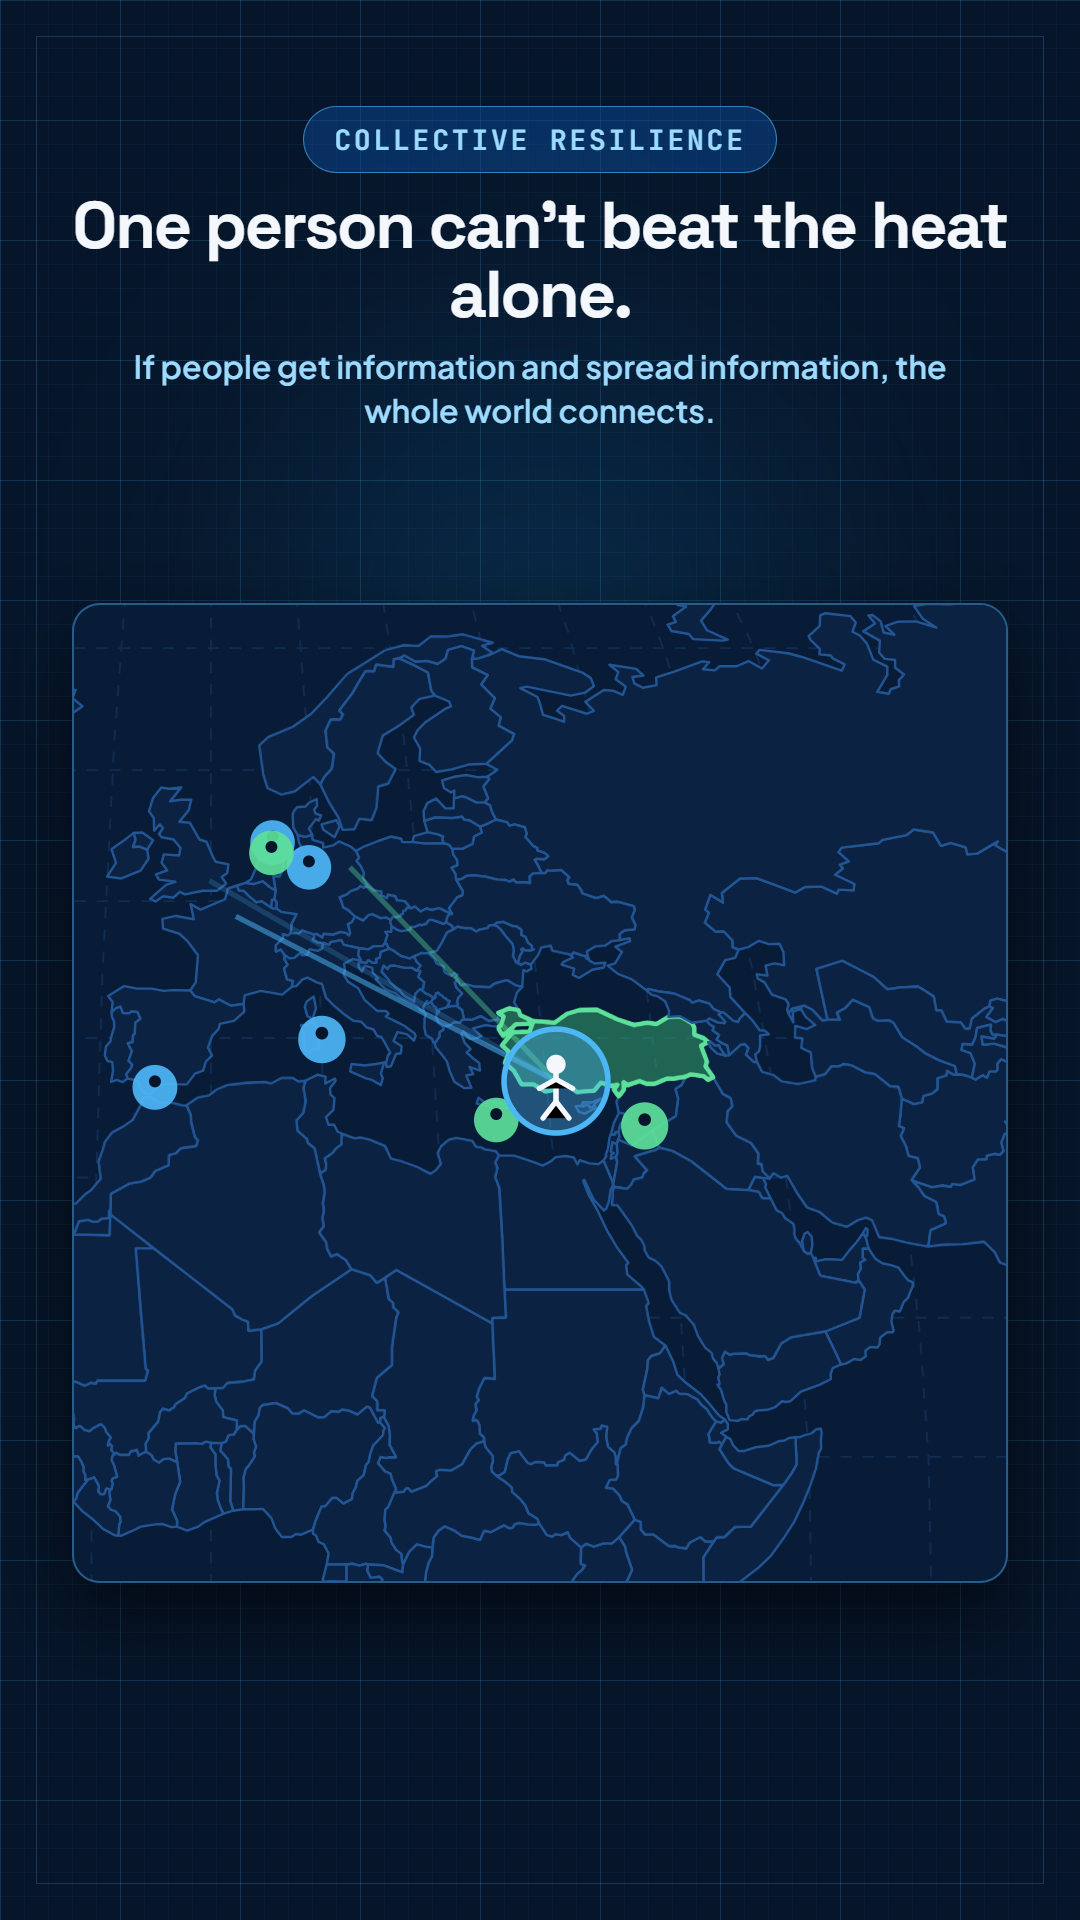 COLLECTIVE RESILIENCE
One person can’t beat the heat
alone.
If people get information and spread information, the
whole world connects.